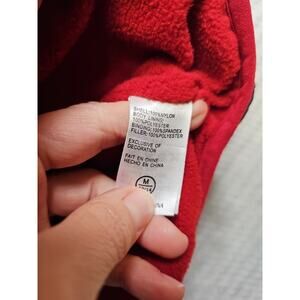 SHELL:100%NYLON
BODY LINING:
100%POLYESTER
BINDING:100%SPANDEX
FILLER:100%POLYESTER
EXCLUSIVE OF
DECORATION
FAIT EN CHINE
HECHO EN CHINA
M